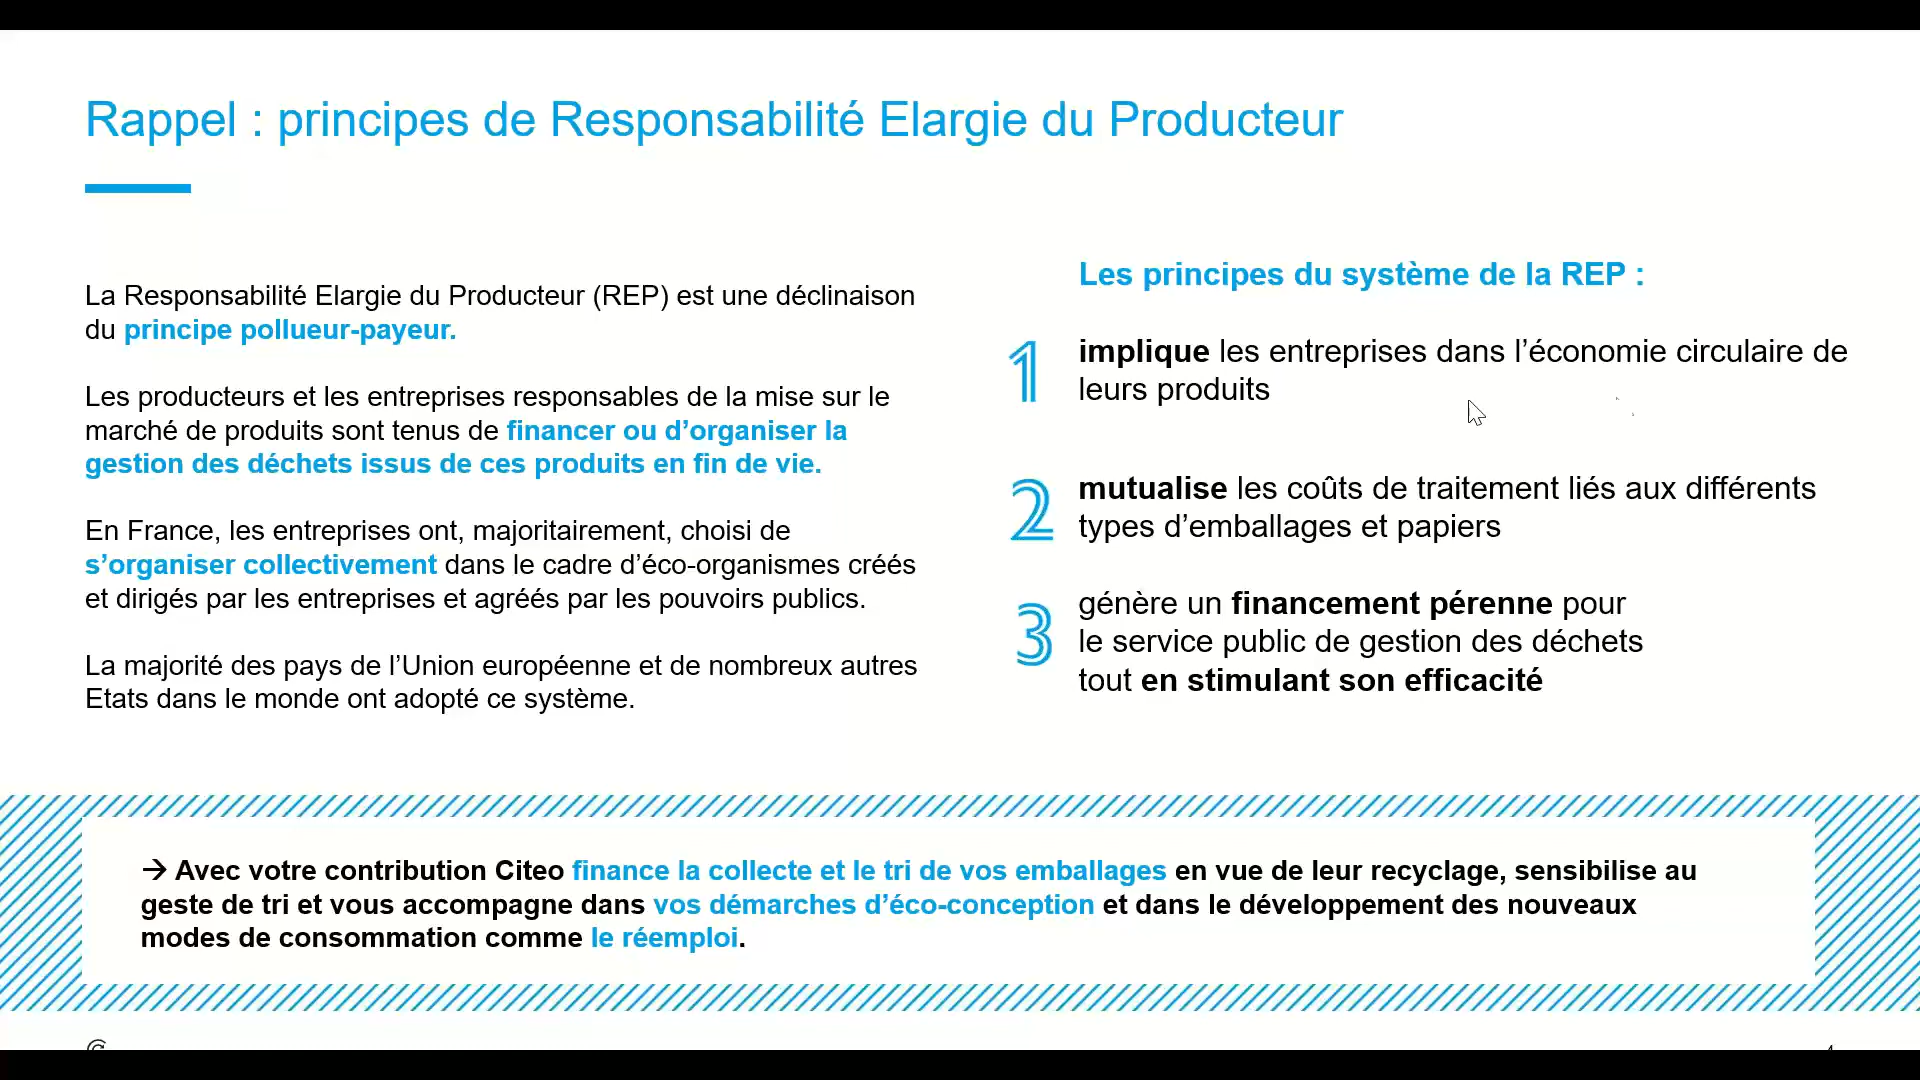 Rappel : principes de Responsabilité Elargie du Producteur
La Responsabilité Elargie du Producteur (REP) est une déclinaison
du principe pollueur-payeur.
Les producteurs et les entreprises responsables de la mise sur le
marché de produits sont tenus de financer ou d’organiser la
gestion des déchets issus de ces produits en fin de vie.
En France, les entreprises ont, majoritairement, choisi de
s’organiser collectivement dans le cadre d’éco-organismes créés
et dirigés par les entreprises et agréés par les pouvoirs publics.
La majorité des pays de l’Union européenne et de nombreux autres
Etats dans le monde ont adopté ce système.
Les principes du système de la REP :
1 implique les entreprises dans l’économie circulaire de
leurs produits
2 mutualise les coûts de traitement liés aux différents
types d’emballages et papiers
3 génère un financement pérenne pour
le service public de gestion des déchets
tout en stimulant son efficacité
→ Avec votre contribution Citeo finance la collecte et le tri de vos emballages en vue de leur recyclage, sensibilise au
geste de tri et vous accompagne dans vos démarches d’éco-conception et dans le développement des nouveaux
modes de consommation comme le réemploi.